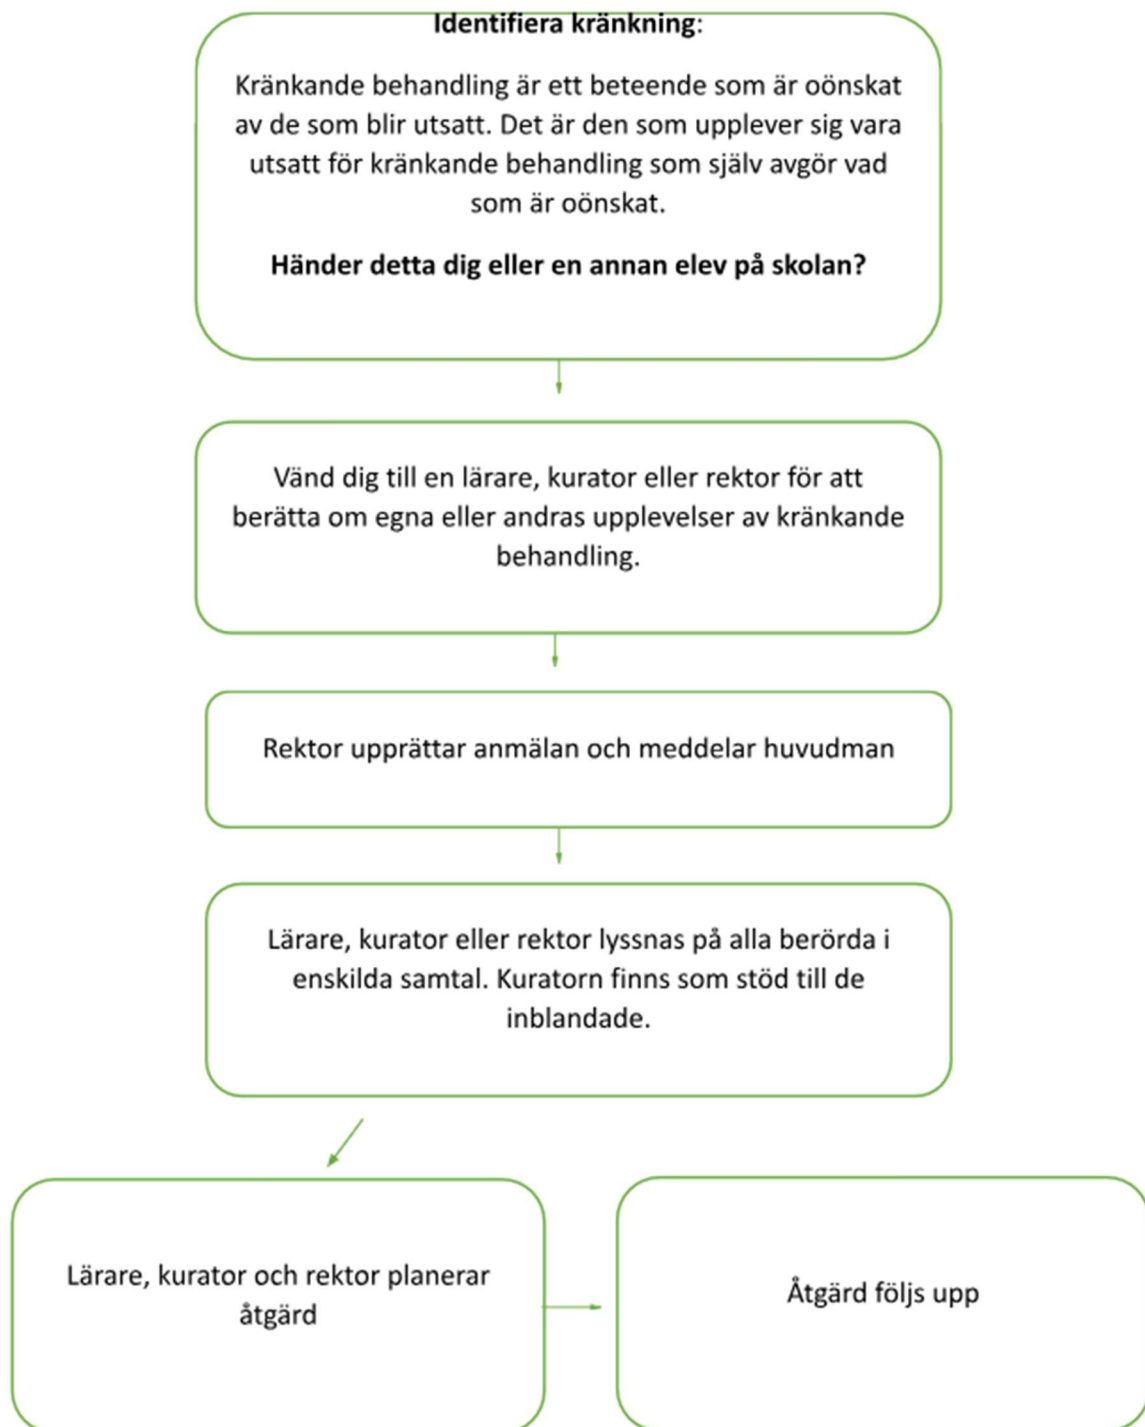 Identifiera kränkning:
Kränkande behandling är ett beteende som är oönskat
av de som blir utsatt. Det är den som upplever sig vara
utsatt för kränkande behandling som själv avgör vad
som är oönskat.
Händer detta dig eller en annan elev på skolan?
Vänd dig till en lärare, kurator eller rektor för att
berätta om egna eller andras upplevelser av kränkande
behandling.
Rektor upprättar anmälan och meddelar huvudman
Lärare, kurator eller rektor lyssnas på alla berörda i
enskilda samtal. Kuratorn finns som stöd till de
inblandade.
Lärare, kurator och rektor planerar
åtgärd
Åtgärd följs upp